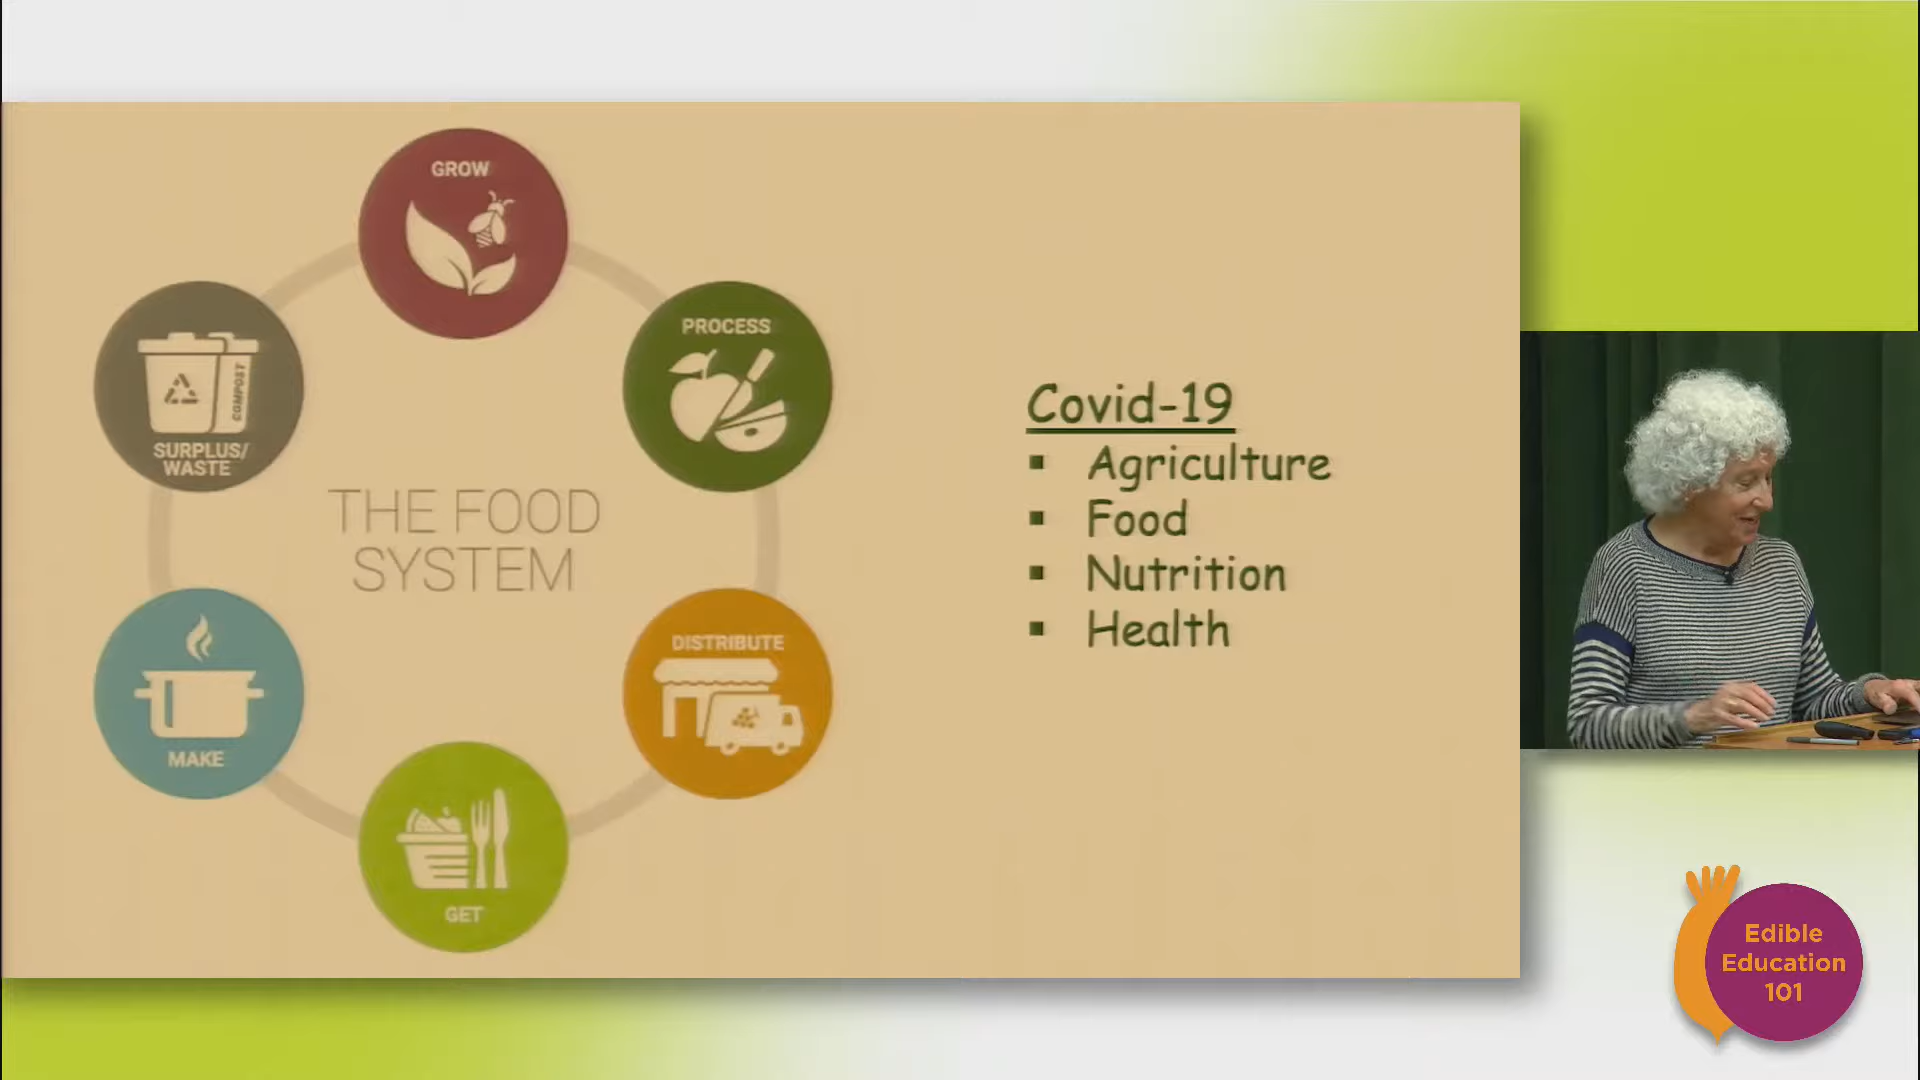 GROW
PROCESS
COMPOST
SURPLUS/
WASTE
THE FOOD
SYSTEM
DISTRIBUTE
MAKE
GET
Covid-19
▪ Agriculture
▪ Food
▪ Nutrition
▪ Health
Edible
Education
101